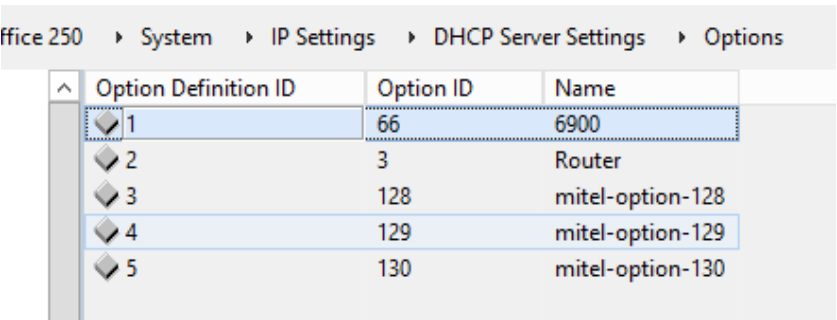 ffice 250 System IP Settings DHCP Server Settings Options
Option Definition ID Option ID Name
1 66 6900
2 3 Router
3 128 mitel-option-128
4 129 mitel-option-129
5 130 mitel-option-130